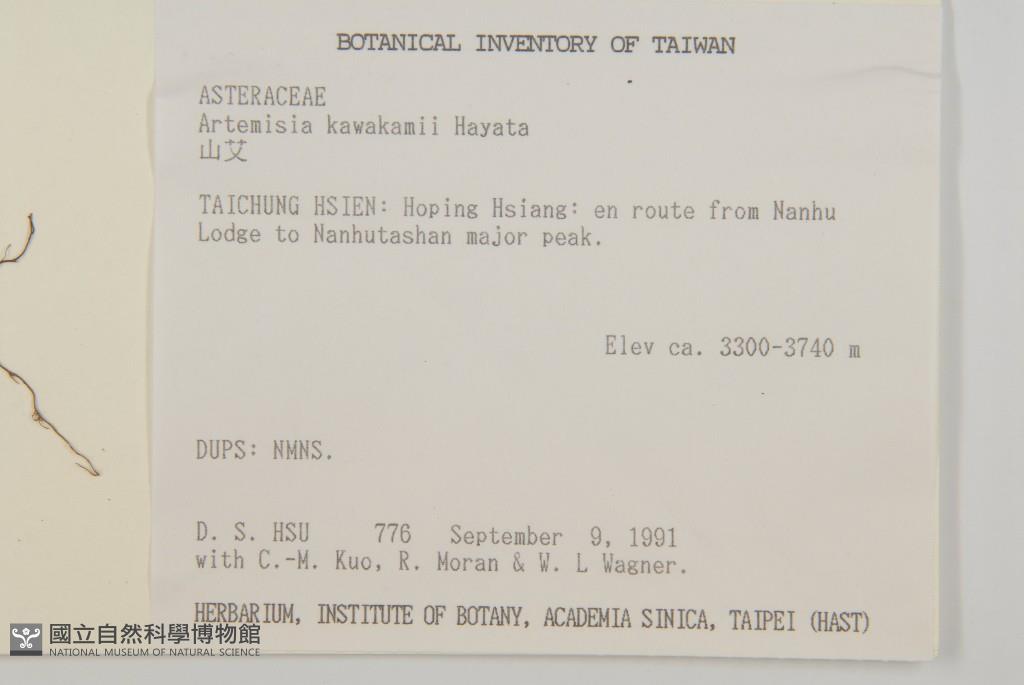 BOTANICAL INVENTORY OF TAIWAN
ASTERACEAE
Artemisia kawakamii Hayata
山艾
TAICHUNG HSIEN: Hoping Hsiang: en route from Nanhu
Lodge to Nanhutashan major peak.
Elev ca. 3300-3740 m
DUPS: NMNS.
D. S. HSU 776 September 9, 1991
with C.-M. Kuo, R. Moran & W. L Wagner.
HERBARIUM, INSTITUTE OF BOTANY, ACADEMIA SINICA, TAIPEI (HAST)
國立自然科學博物館
NATIONAL MUSEUM OF NATURAL SCIENCE